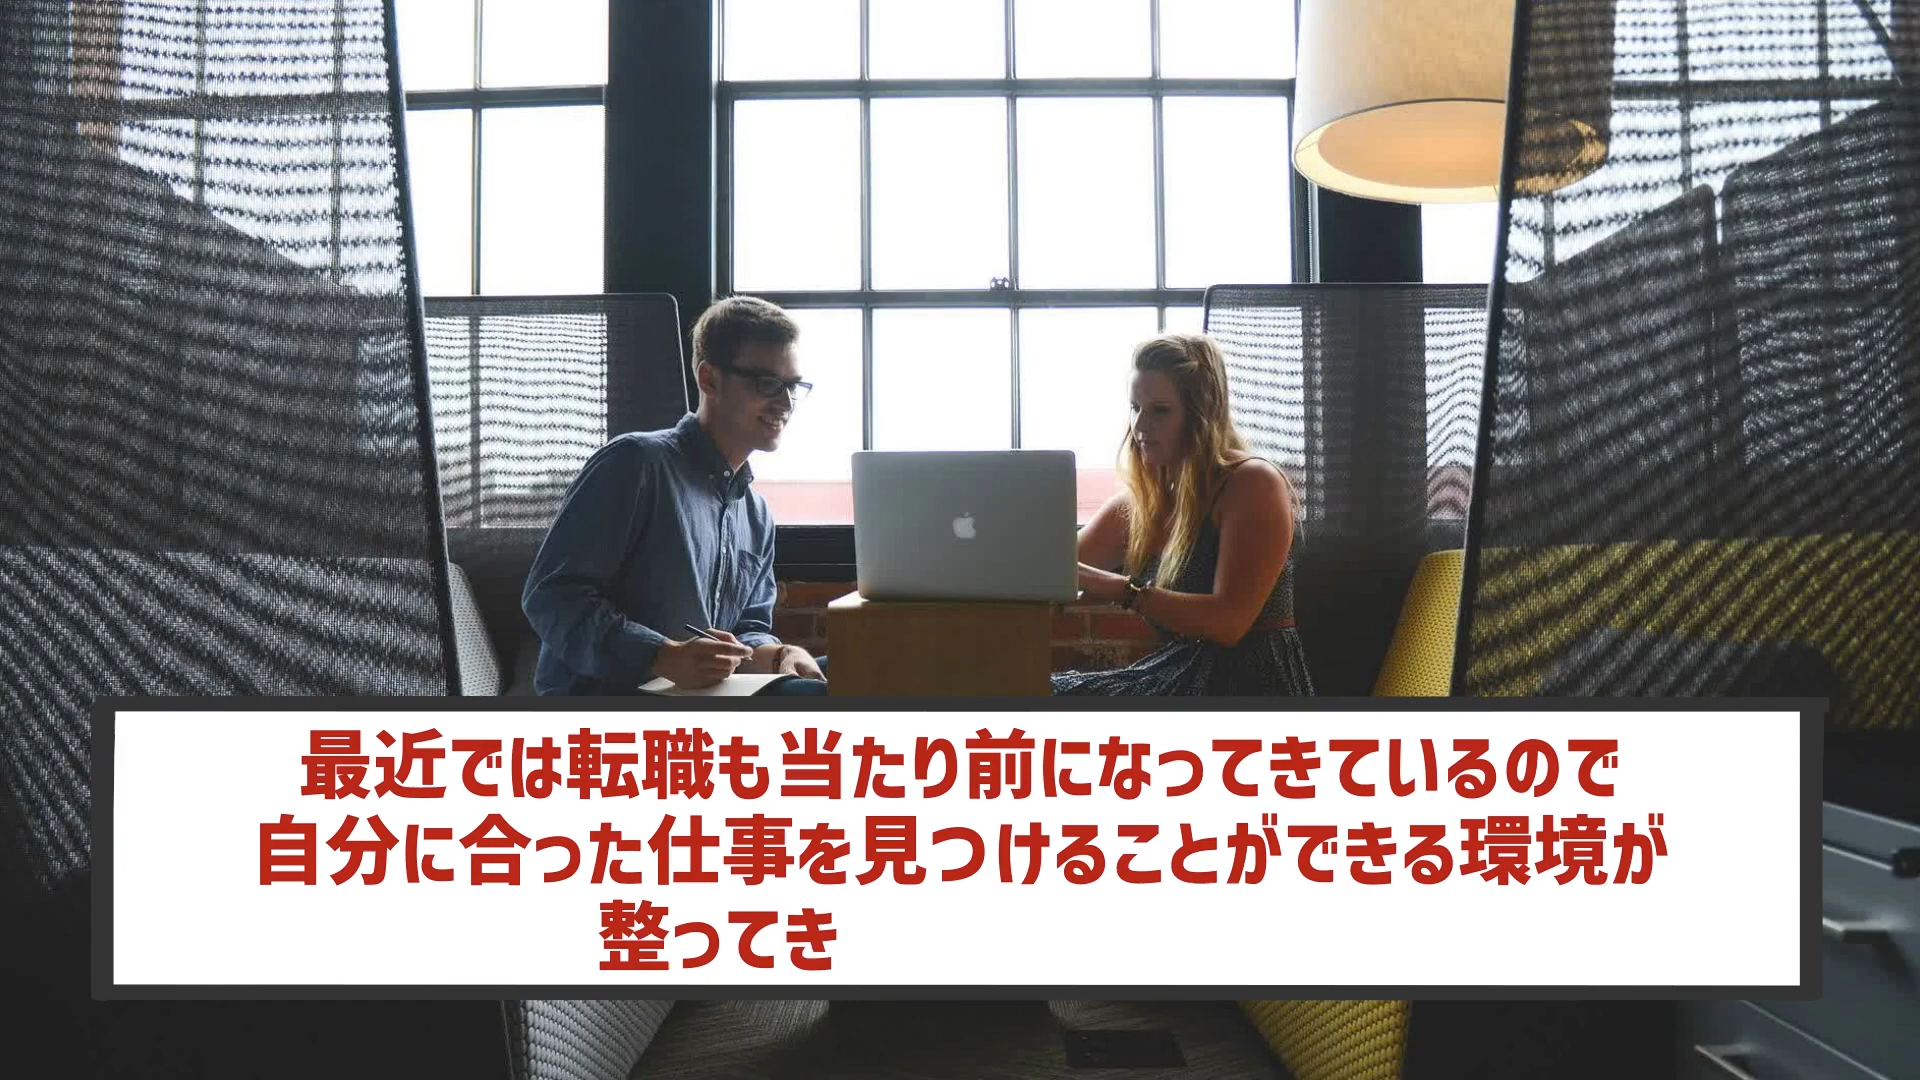 最近では転職も当たり前になってきているので
自分に合った仕事を見つけることができる環境が
整ってき